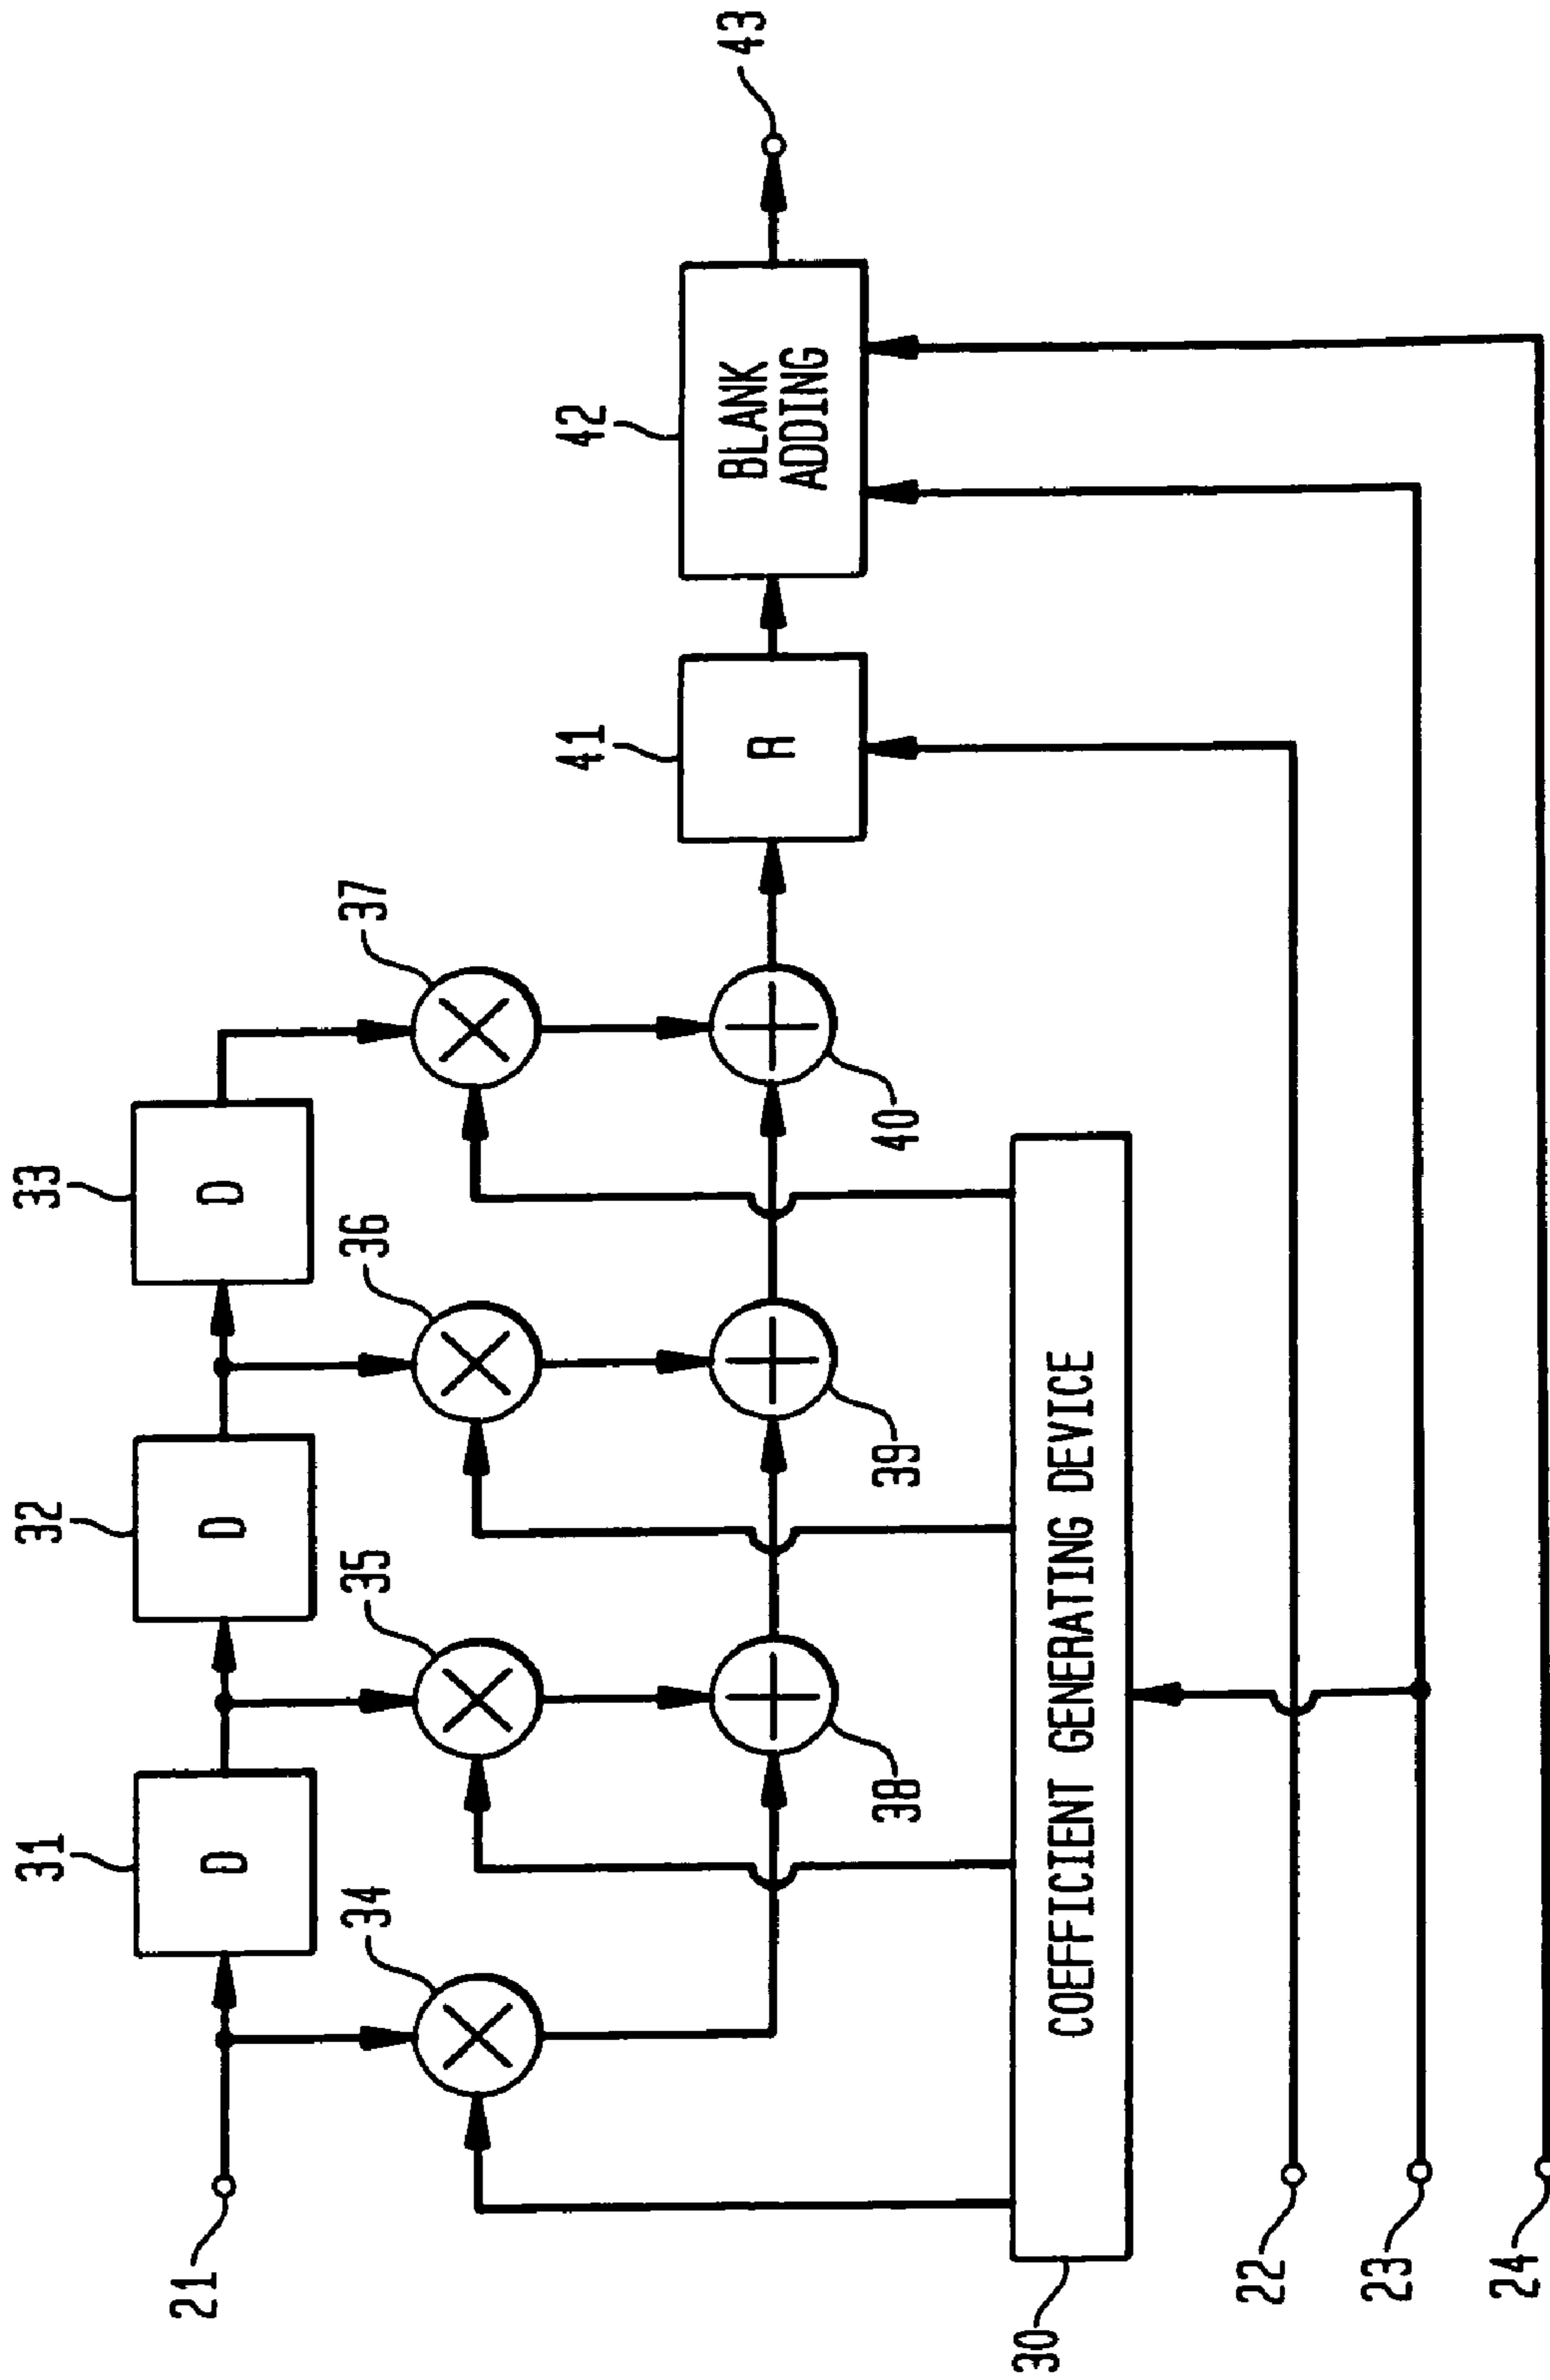 31
32
33
D
D
D
34
35
36
37
21
38
39
40
41
R
42
BLANK
ADDING
43
30
COEFFICIENT GENERATING DEVICE
22
23
24